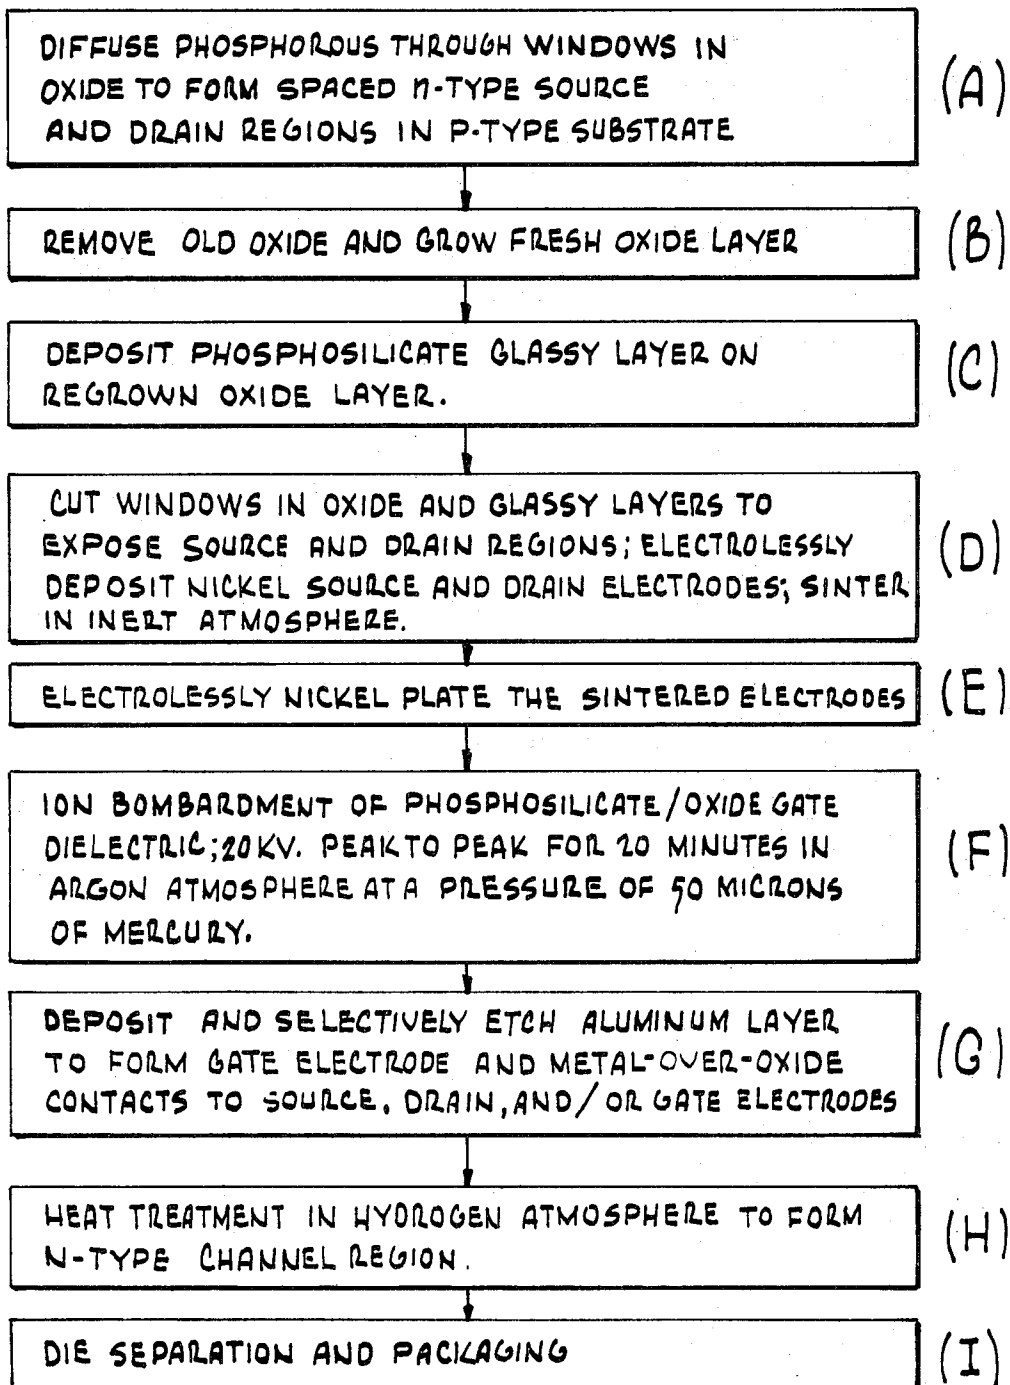 DIFFUSE PHOSPHOROUS THROUGH WINDOWS IN
OXIDE TO FORM SPACED n-TYPE SOURCE
AND DRAIN REGIONS IN P-TYPE SUBSTRATE
(A)
REMOVE OLD OXIDE AND GROW FRESH OXIDE LAYER
(B)
DEPOSIT PHOSPHOSILICATE GLASSY LAYER ON
REGROWN OXIDE LAYER.
(C)
CUT WINDOWS IN OXIDE AND GLASSY LAYERS TO
EXPOSE SOURCE AND DRAIN REGIONS; ELECTROLESSLY
DEPOSIT NICKEL SOURCE AND DRAIN ELECTRODES; SINTER
IN INERT ATMOSPHERE.
(D)
ELECTROLESSLY NICKEL PLATE THE SINTERED ELECTRODES
(E)
ION BOMBARDMENT OF PHOSPHOSILICATE/OXIDE GATE
DIELECTRIC; 20 KV. PEAK TO PEAK FOR 20 MINUTES IN
ARGON ATMOSPHERE AT A PRESSURE OF 50 MICRONS
OF MERCURY.
(F)
DEPOSIT AND SELECTIVELY ETCH ALUMINUM LAYER
TO FORM GATE ELECTRODE AND METAL-OVER-OXIDE
CONTACTS TO SOURCE, DRAIN, AND/OR GATE ELECTRODES
(G)
HEAT TREATMENT IN HYDROGEN ATMOSPHERE TO FORM
N-TYPE CHANNEL REGION.
(H)
DIE SEPARATION AND PACKAGING
(I)